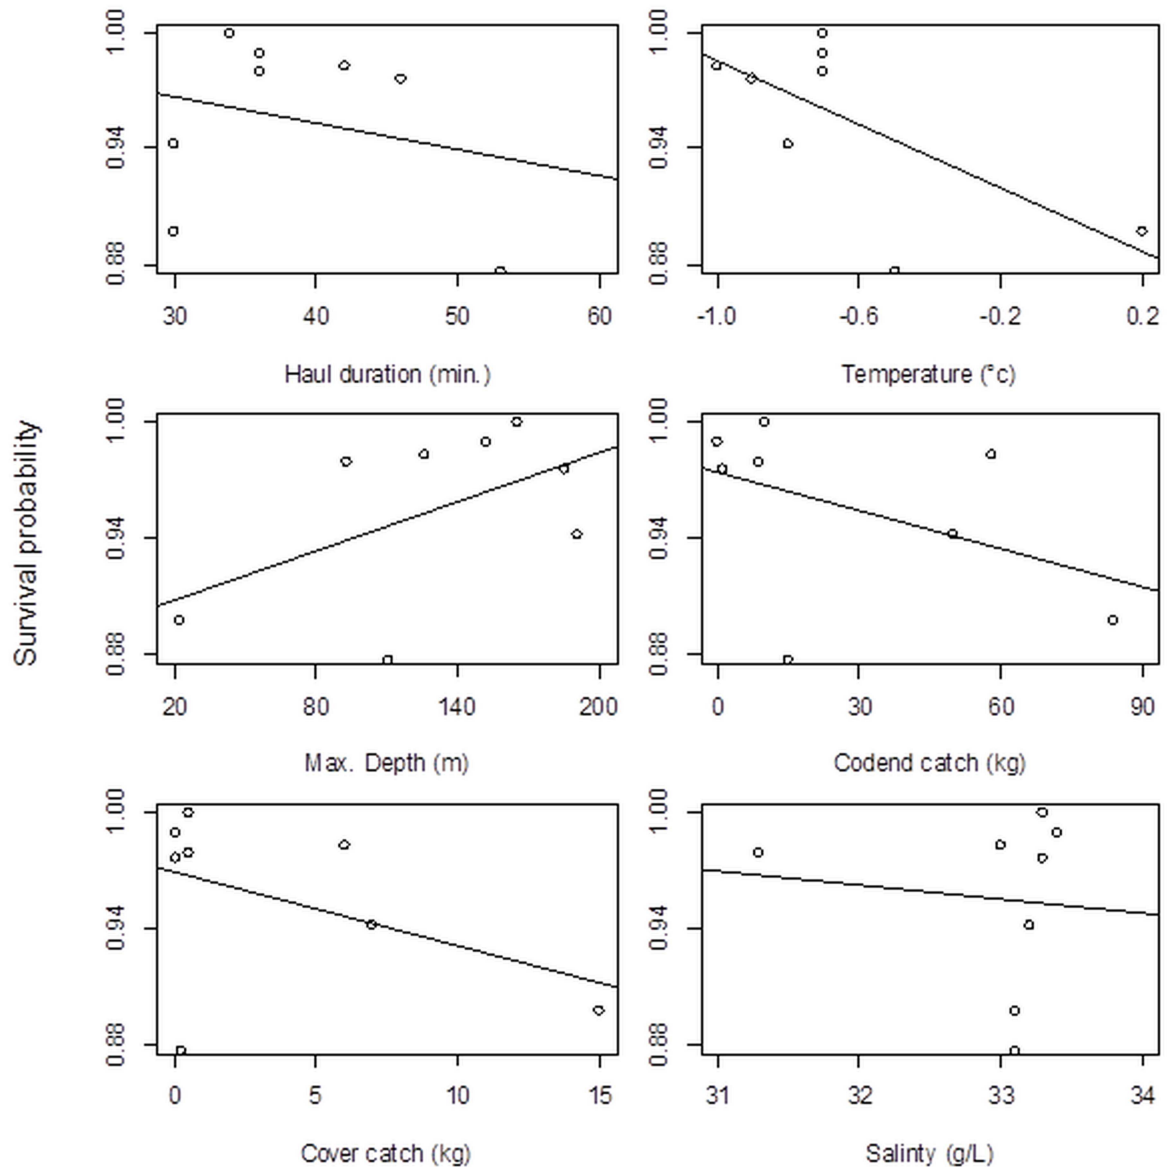 1.00
0.94
0.88
30 40 50 60
Haul duration (min.)
1.00
0.94
0.88
-1.0 -0.6 -0.2 0.2
Temperature (°c)
Survival probability
1.00
0.94
0.88
20 80 140 200
Max. Depth (m)
1.00
0.94
0.88
0 30 60 90
Codend catch (kg)
1.00
0.94
0.88
0 5 10 15
Cover catch (kg)
1.00
0.94
0.88
31 32 33 34
Salinty (g/L)